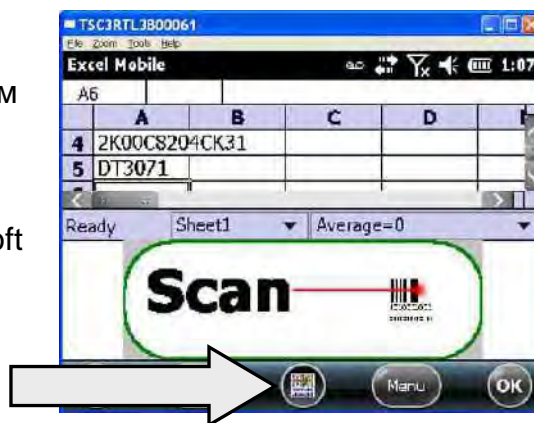 TSC3RTL3B00061
File Zoom Tools Help
Excel Mobile 1:07
A6
A B C D
4 2K00C8204CK31
5 DT3071
Ready Sheet1 Average=0
Scan
Menu OK
м
oft